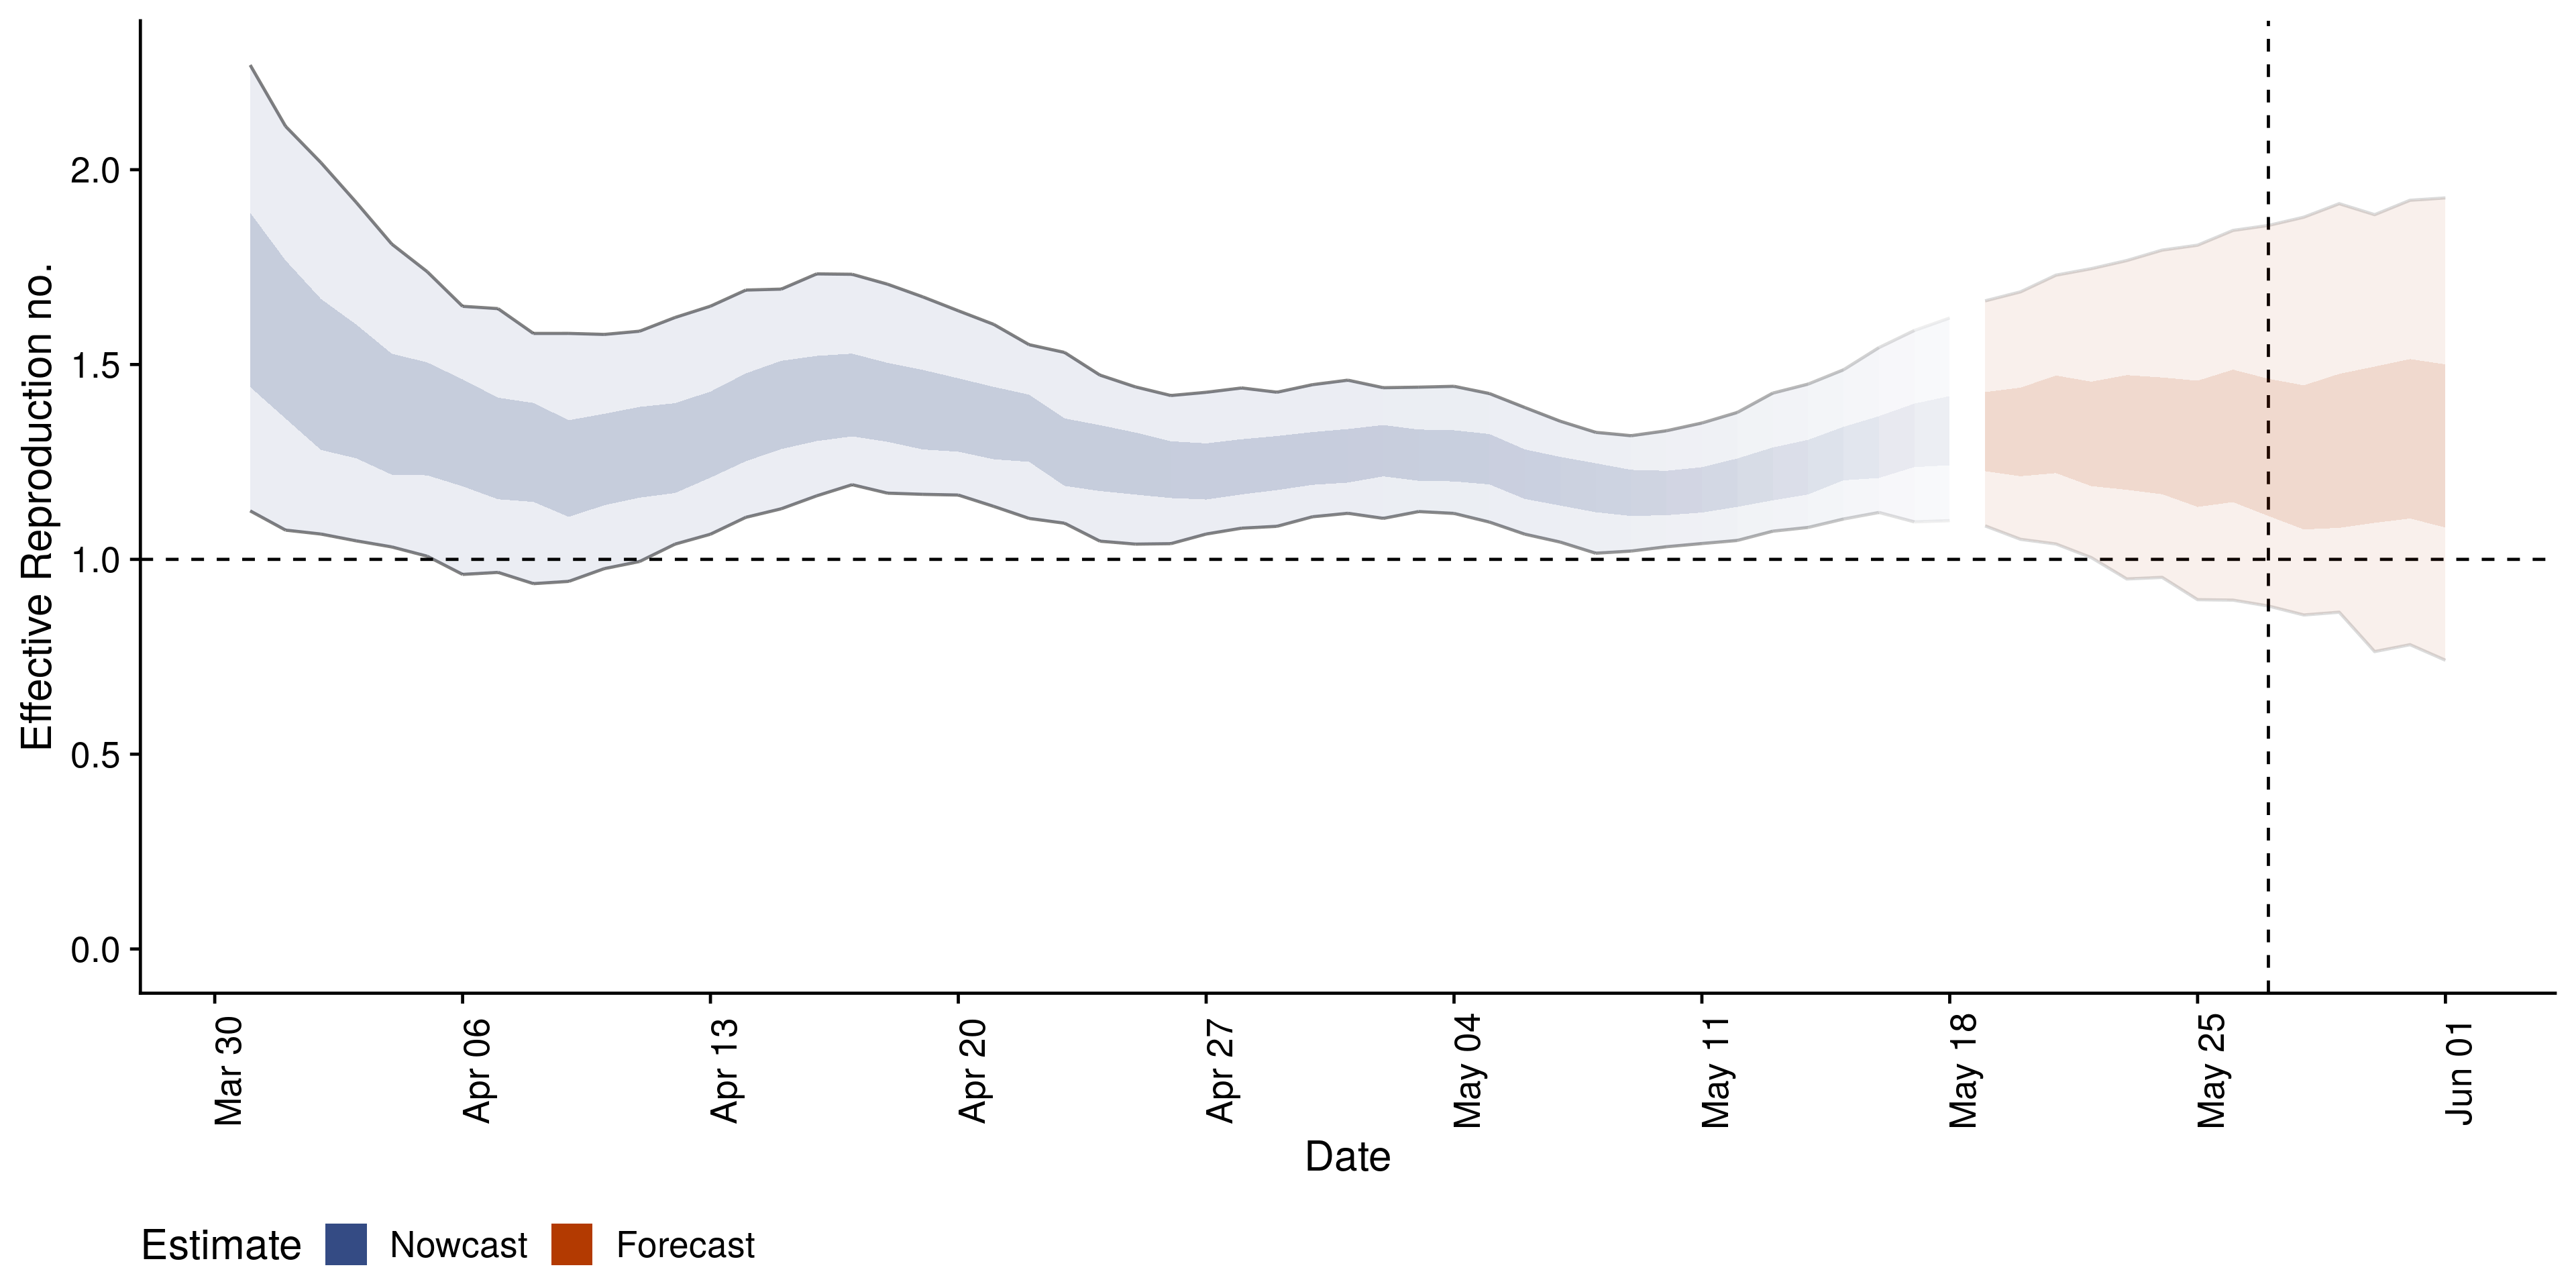 Effective Reproduction no.
2.0
1.5
1.0
0.5
0.0
Mar 30
Apr 06
Apr 13
Apr 20
Apr 27
May 04
May 11
May 18
May 25
Jun 01
Date
Estimate Nowcast Forecast